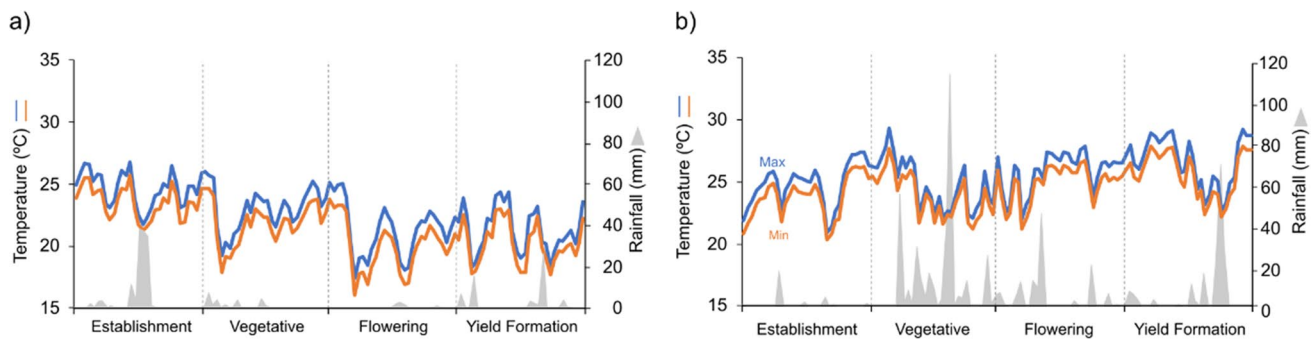 a)
35
30
25
20
15
Temperature (ºC)
120
100
80
60
40
20
0
Rainfall (mm)
Establishment Vegetative Flowering Yield Formation
b)
35
30
25
20
15
Temperature (ºC)
Max
Min
120
100
80
60
40
20
0
Rainfall (mm)
Establishment Vegetative Flowering Yield Formation